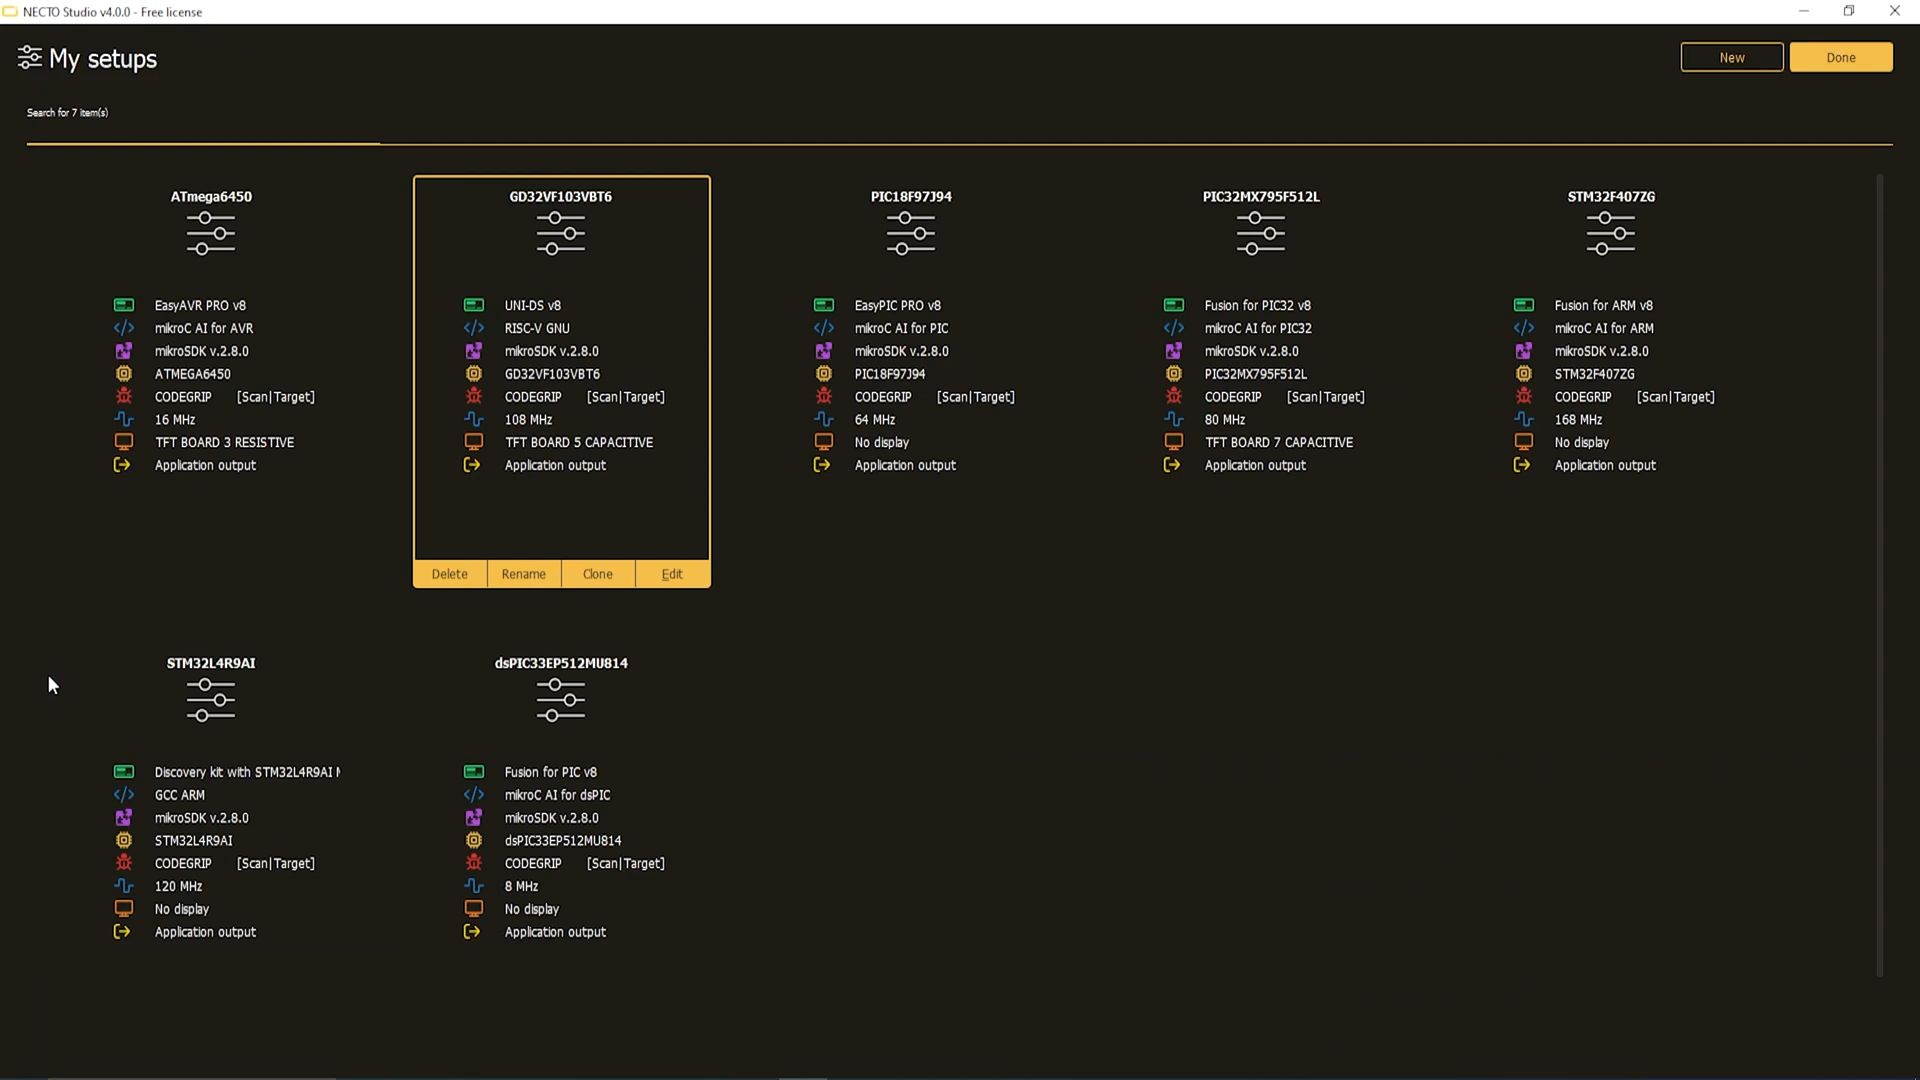 NECTO Studio v4.0.0 - Free license
My setups
New
Done
Search for 7 item(s)
ATmega6450
EasyAVR PRO v8
mikroC AI for AVR
mikroSDK v.2.8.0
ATMEGA6450
CODEGRIP [Scan|Target]
16 MHz
TFT BOARD 3 RESISTIVE
Application output
GD32VF103VBT6
UNI-DS v8
RISC-V GNU
mikroSDK v.2.8.0
GD32VF103VBT6
CODEGRIP [Scan|Target]
108 MHz
TFT BOARD 5 CAPACITIVE
Application output
Delete
Rename
Clone
Edit
PIC18F97J94
EasyPIC PRO v8
mikroC AI for PIC
mikroSDK v.2.8.0
PIC18F97J94
CODEGRIP [Scan|Target]
64 MHz
No display
Application output
PIC32MX795F512L
Fusion for PIC32 v8
mikroC AI for PIC32
mikroSDK v.2.8.0
PIC32MX795F512L
CODEGRIP [Scan|Target]
80 MHz
TFT BOARD 7 CAPACITIVE
Application output
STM32F407ZG
Fusion for ARM v8
mikroC AI for ARM
mikroSDK v.2.8.0
STM32F407ZG
CODEGRIP [Scan|Target]
168 MHz
No display
Application output
STM32L4R9AI
Discovery kit with STM32L4R9AI
GCC ARM
mikroSDK v.2.8.0
STM32L4R9AI
CODEGRIP [Scan|Target]
120 MHz
No display
Application output
dsPIC33EP512MU814
Fusion for PIC v8
mikroC AI for dsPIC
mikroSDK v.2.8.0
dsPIC33EP512MU814
CODEGRIP [Scan|Target]
8 MHz
No display
Application output